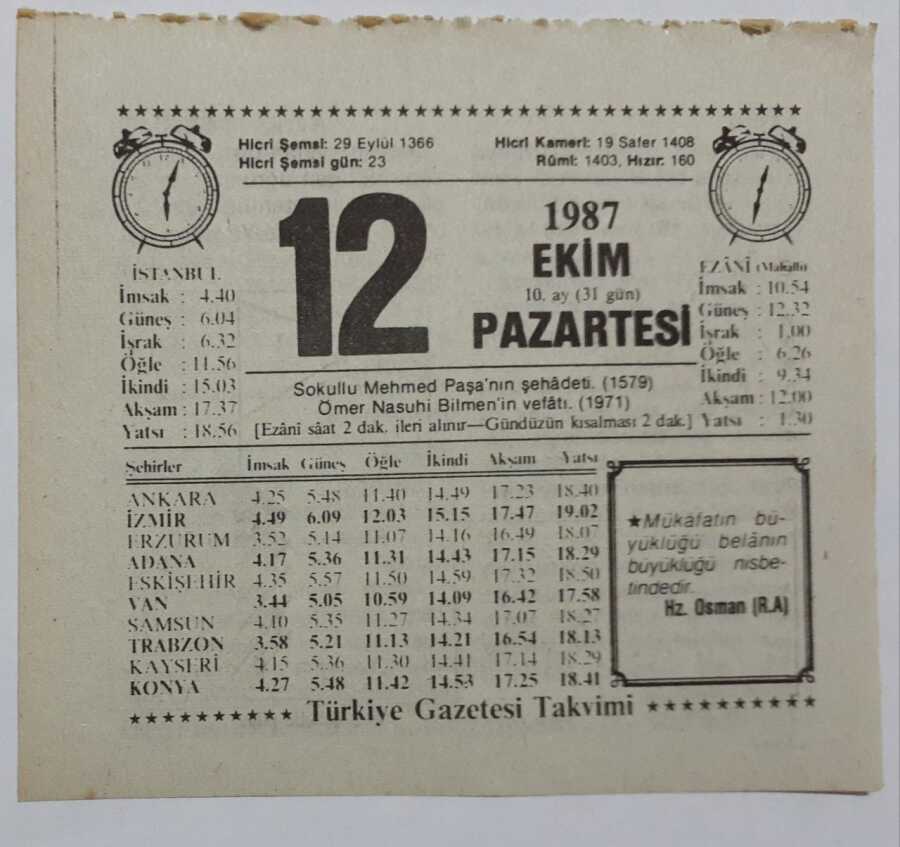 Hicrî Şemsî: 29 Eylül 1366
Hicrî Şemsî gün: 23
Hicrî Kamerî: 19 Safer 1408
Rûmî: 1403, Hızır: 160
12
1987
EKİM
10. ay (31 gün)
PAZARTESİ
İSTANBUL
İmsak : 4.40
Güneş : 6.04
İşrak : 6.32
Öğle : 11.56
İkindi : 15.03
Akşam : 17.37
Yatsı : 18.56
EZÂNÎ (Mahallî)
İmsak : 10.54
Güneş : 12.32
İşrak : 1.00
Öğle : 6.26
İkindi : 9.34
Akşam : 12.00
Yatsı : 1.30
Sokullu Mehmed Paşa'nın şehâdeti. (1579)
Ömer Nasuhi Bilmen'in vefâtı. (1971)
[Ezânî sâat 2 dak. ileri alınır—Gündüzün kısalması 2 dak.]
Şehirler İmsak Güneş Öğle İkindi Akşam Yatsı
ANKARA 4.25 5.48 11.40 14.49 17.23 18.40
İZMİR 4.49 6.09 12.03 15.15 17.47 19.02
ERZURUM 3.52 5.14 11.07 14.16 16.49 18.07
ADANA 4.17 5.36 11.31 14.43 17.15 18.29
ESKİŞEHİR 4.35 5.57 11.50 14.59 17.32 18.50
VAN 3.44 5.05 10.59 14.09 16.42 17.58
SAMSUN 4.10 5.35 11.27 14.34 17.07 18.27
TRABZON 3.58 5.21 11.13 14.21 16.54 18.13
KAYSERİ 4.15 5.36 11.30 14.41 17.14 18.29
KONYA 4.27 5.48 11.42 14.53 17.25 18.41
★Mükâfatın bü-
yüklüğü belânın
büyüklüğü nisbe-
tindedir.
Hz. Osman (R.A)
Türkiye Gazetesi Takvimi